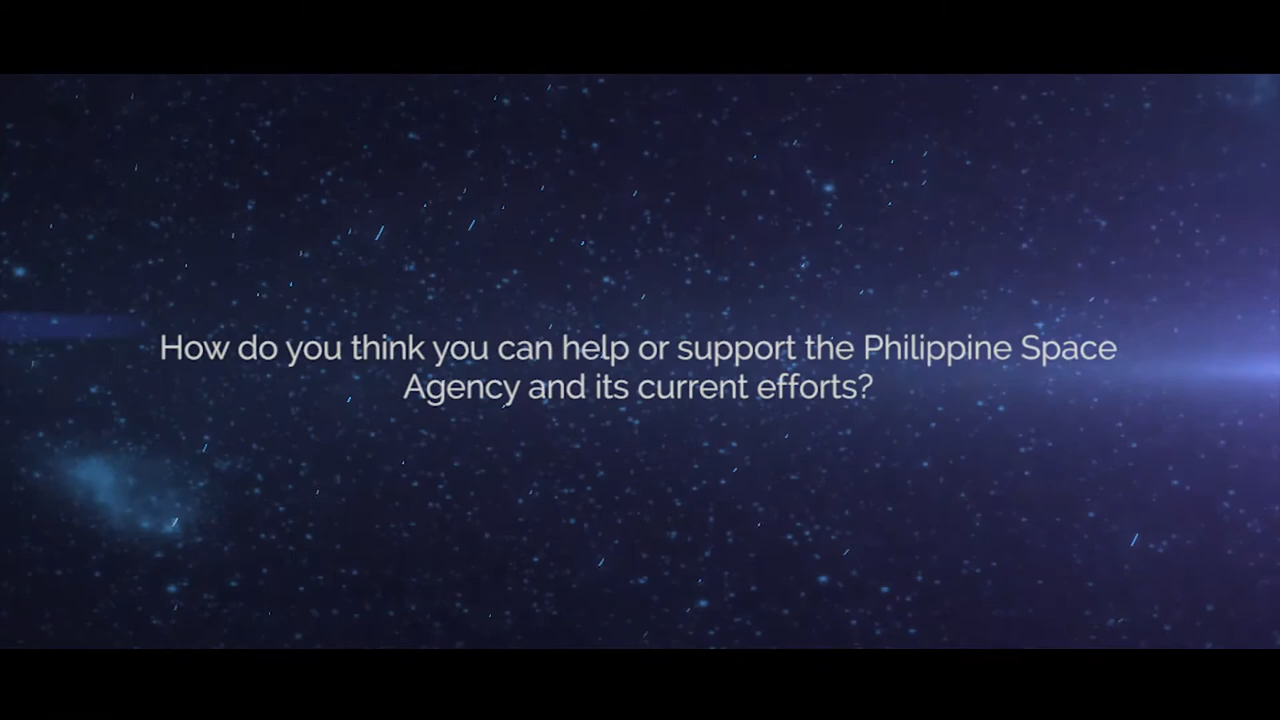 How do you think you can help or support the Philippine Space
Agency and its current efforts?